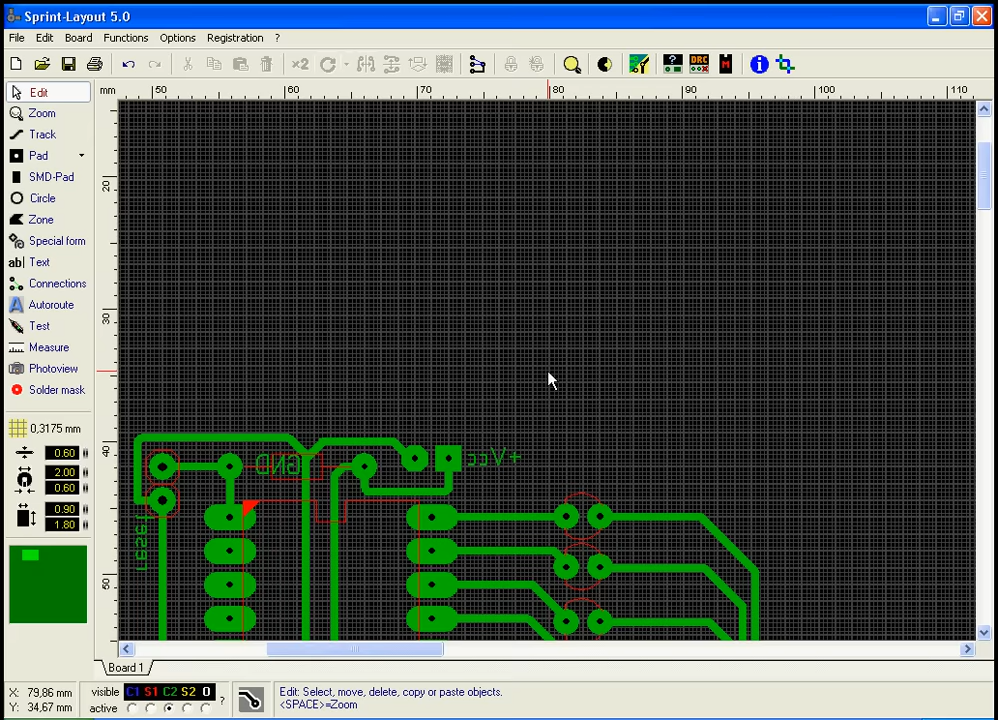 Sprint-Layout 5.0
File Edit Board Functions Options Registration ?
×2 ? DRC M i
Edit
mm 50 60 70 80 90 100 110
Zoom
Track
Pad
SMD-Pad
20
Circle
Zone
Special form
ab| Text
Connections
Autoroute
30
Test
Measure
Photoview
Solder mask
0,3175 mm
40
0.60
GND +Vcc
2.00
0.60
0.90
1.80
reset
50
Board 1
X: 79,86 mm visible C1 S1 C2 S2 O Edit: Select, move, delete, copy or paste objects.
Y: 34,67 mm active ? <SPACE>=Zoom